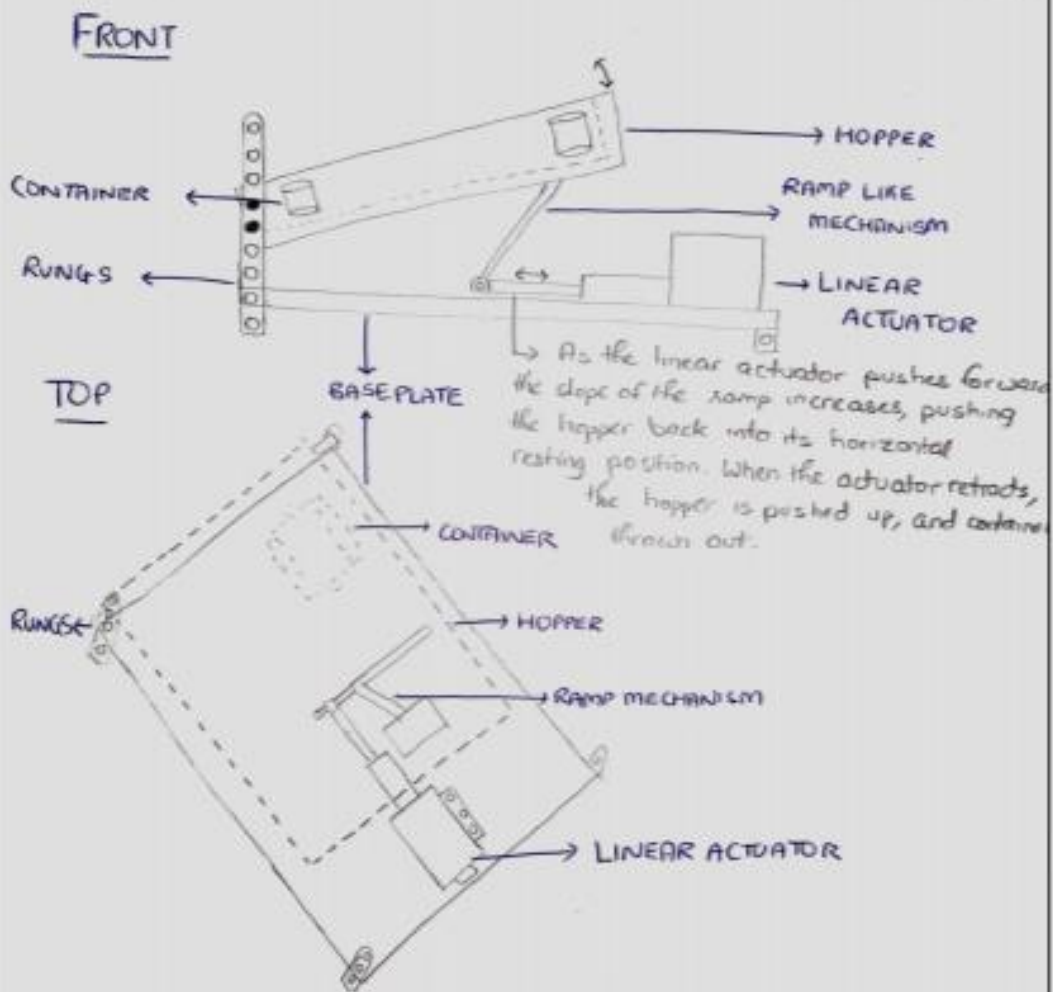 FRONT
HOPPER
CONTAINER
RAMP LIKE
MECHANISM
RUNGS
LINEAR
ACTUATOR
BASEPLATE
As the linear actuator pushes forward
the slope of the ramp increases, pushing
the hopper back into its horizontal
resting position. When the actuator retracts,
the hopper is pushed up, and container
thrown out.
TOP
CONTAINER
RUNGS
HOPPER
RAMP MECHANISM
LINEAR ACTUATOR